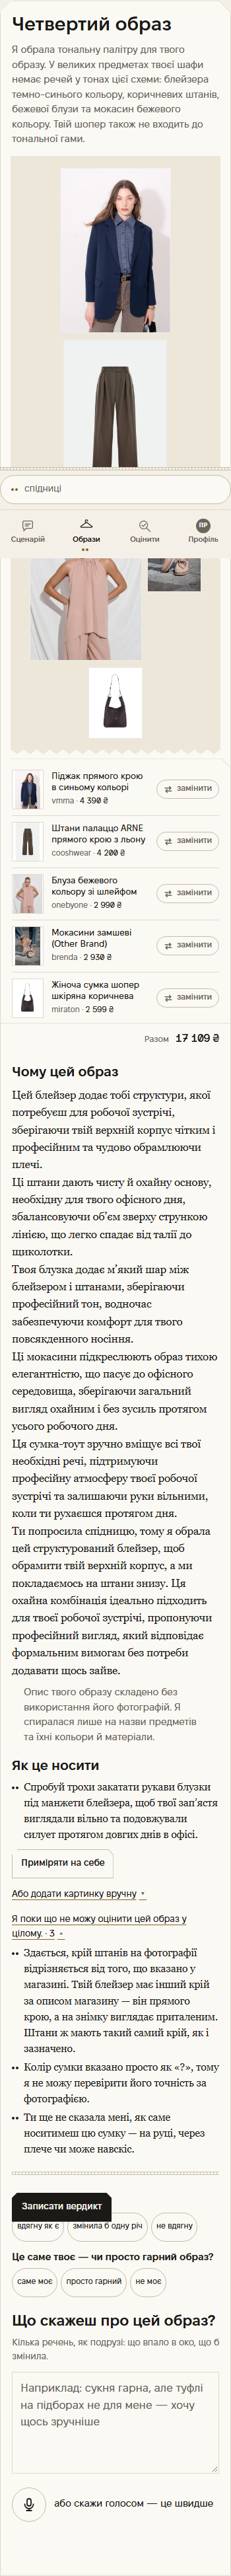 Четвертий образ
Я обрала тональну палітру для твого
образу. У великих предметах твоєї шафи
немає речей у тонах цієї схеми: блейзера
темно-синього кольору, коричневих штанів,
бежевої блузи та мокасин бежевого
кольору. Твій шопер також не входить до
тональної гами.
спідниці
Сценарій
Образи
Оцінити
ПР
Профіль
Піджак прямого крою
в синьому кольорі
vmma · 4 390 ₴
замінити
Штани палаццо ARNE
прямого крою з льону
cooshwear · 4 200 ₴
замінити
Блуза бежевого
кольору зі шлейфом
onebyone · 2 990 ₴
замінити
Мокасини замшеві
(Other Brand)
brenda · 2 930 ₴
замінити
Жіноча сумка шопер
шкіряна коричнева
miraton · 2 599 ₴
замінити
Разом 17 109 ₴
Чому цей образ
Цей блейзер додає тобі структури, якої
потребуєш для робочої зустрічі,
зберігаючи твій верхній корпус чітким і
професійним та чудово обрамлюючи
плечі.
Ці штани дають чисту й охайну основу,
необхідну для твого офісного дня,
збалансовуючи об'єм зверху стрункою
лінією, що легко спадає від талії до
щиколотки.
Твоя блузка додає м'який шар між
блейзером і штанами, зберігаючи
професійний тон, водночас
забезпечуючи комфорт для твого
повсякденного носіння.
Ці мокасини підкреслюють образ тихою
елегантністю, що пасує до офісного
середовища, зберігаючи загальний
вигляд охайним і без зусиль протягом
усього робочого дня.
Ця сумка-тоут зручно вміщує всі твої
необхідні речі, підтримуючи
професійну атмосферу твоєї робочої
зустрічі та залишаючи руки вільними,
коли ти рухаєшся протягом дня.
Ти попросила спідницю, тому я обрала
цей структурований блейзер, щоб
обрамити твій верхній корпус, а ми
покладаємось на штани знизу. Ця
охайна комбінація ідеально підходить
для твоєї робочої зустрічі, пропонуючи
професійний вигляд, який відповідає
формальним вимогам без потреби
додавати щось зайве.
Опис твого образу складено без
використання його фотографій. Я
спиралася лише на назви предметів
та їхні кольори й матеріали.
Як це носити
Спробуй трохи закатати рукави блузки
під манжети блейзера, щоб твої зап'ястя
виглядали вільно та подовжували
силует протягом довгих днів в офісі.
Приміряти на себе
Або додати картинку вручну
Я поки що не можу оцінити цей образ у
цілому. · 3
Здається, крій штанів на фотографії
відрізняється від того, що вказано у
магазині. Твій блейзер має інший крій
за описом магазину — він прямого
крою, а на знімку виглядає приталеним.
Штани ж мають такий самий крій, як і
зазначено.
Колір сумки вказано просто як «?», тому
я не можу перевірити його точність за
фотографією.
Ти ще не сказала мені, як саме
носитимеш цю сумку — на руці, через
плече чи може навскіс.
Записати вердикт
вдягну як є
змінила б одну річ
не вдягну
Це саме твоє — чи просто гарний образ?
саме моє
просто гарний
не моє
Що скажеш про цей образ?
Кілька речень, як подрузі: що впало в око, що б
змінила.
Наприклад: сукня гарна, але туфлі
на підборах не для мене — хочу
щось зручніше
або скажи голосом — це швидше